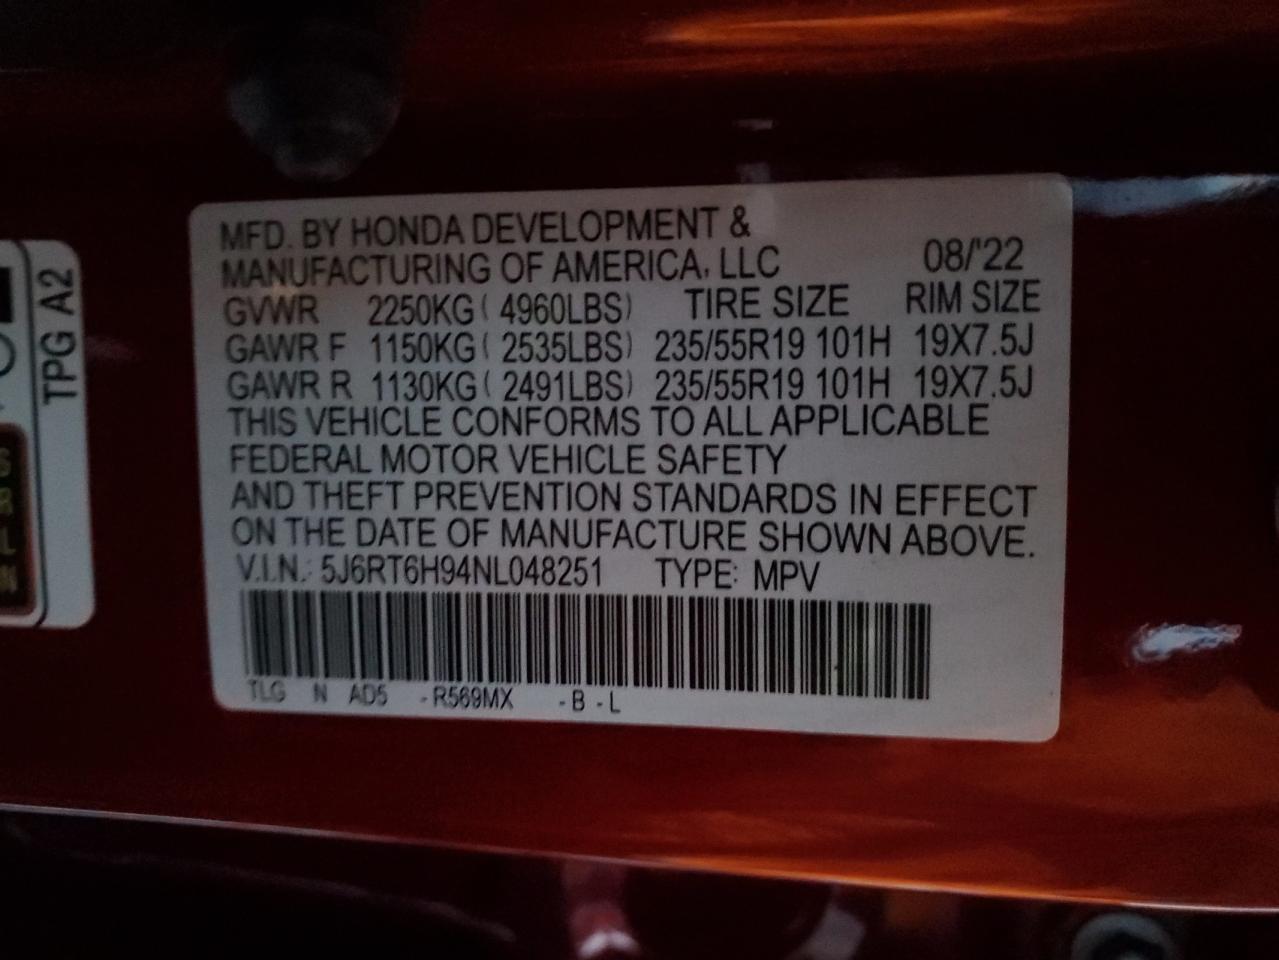 MFD. BY HONDA DEVELOPMENT &
MANUFACTURING OF AMERICA, LLC 08/'22
GVWR 2250KG ( 4960LBS) TIRE SIZE RIM SIZE
GAWR F 1150KG ( 2535LBS) 235/55R19 101H 19X7.5J
GAWR R 1130KG ( 2491LBS) 235/55R19 101H 19X7.5J
THIS VEHICLE CONFORMS TO ALL APPLICABLE
FEDERAL MOTOR VEHICLE SAFETY
AND THEFT PREVENTION STANDARDS IN EFFECT
ON THE DATE OF MANUFACTURE SHOWN ABOVE.
V.I.N.: 5J6RT6H94NL048251 TYPE: MPV
TLG N AD5 -R569MX -B -L
TPG A2